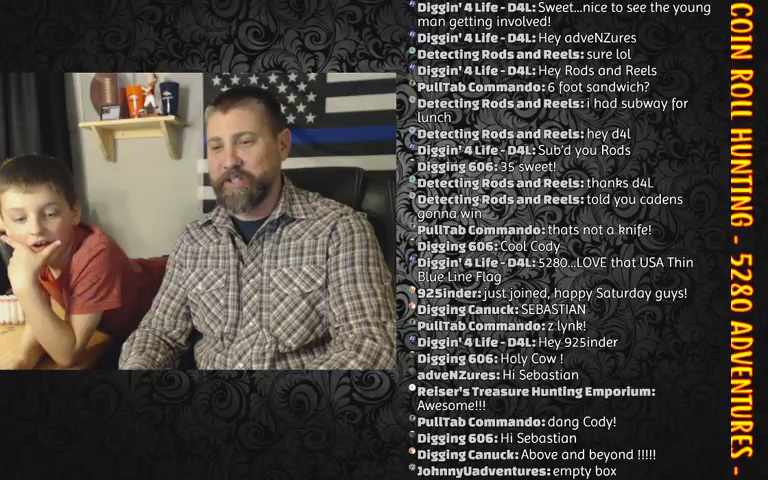 Diggin' 4 Life - D4L: Sweet...nice to see the young
man getting involved!
Diggin' 4 Life - D4L: Hey adveNZures
Detecting Rods and Reels: sure lol
Diggin' 4 Life - D4L: Hey Rods and Reels
PullTab Commando: 6 foot sandwich?
Detecting Rods and Reels: i had subway for
lunch
Detecting Rods and Reels: hey d4l
Diggin' 4 Life - D4L: Sub'd you Rods
Digging 606: 35 sweet!
Detecting Rods and Reels: thanks d4L
Detecting Rods and Reels: told you cadens
gonna win
PullTab Commando: thats not a knife!
Digging 606: Cool Cody
Diggin' 4 Life - D4L: 5280...LOVE that USA Thin
Blue Line Flag
925inder: just joined, happy Saturday guys!
Digging Canuck: SEBASTIAN
PullTab Commando: z lynk!
Diggin' 4 Life - D4L: Hey 925inder
Digging 606: Holy Cow !
adveNZures: Hi Sebastian
Reiser's Treasure Hunting Emporium:
Awesome!!!
PullTab Commando: dang Cody!
Digging 606: Hi Sebastian
Digging Canuck: Above and beyond !!!!!
JohnnyUadventures: empty box
COIN ROLL HUNTING - 5280 ADVENTURES -